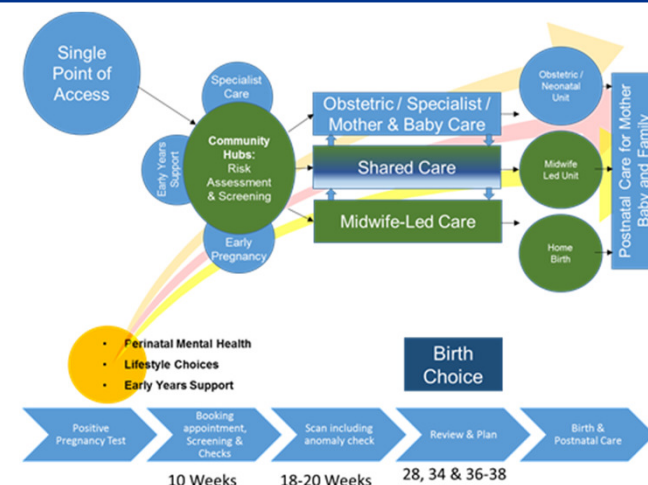 Single
Point of
Access
Specialist
Care
Early Years
Support
Community
Hubs:
Risk
Assessment
& Screening
Early
Pregnancy
Obstetric / Specialist /
Mother & Baby Care
Shared Care
Midwife-Led Care
Obstetric /
Neonatal
Unit
Midwife
Led Unit
Home
Birth
Postnatal Care for Mother
Baby and Family
• Perinatal Mental Health
• Lifestyle Choices
• Early Years Support
Birth
Choice
Positive
Pregnancy Test
Booking
appointment,
Screening &
Checks
Scan including
anomaly check
Review & Plan
Birth &
Postnatal Care
10 Weeks
18-20 Weeks
28, 34 & 36-38